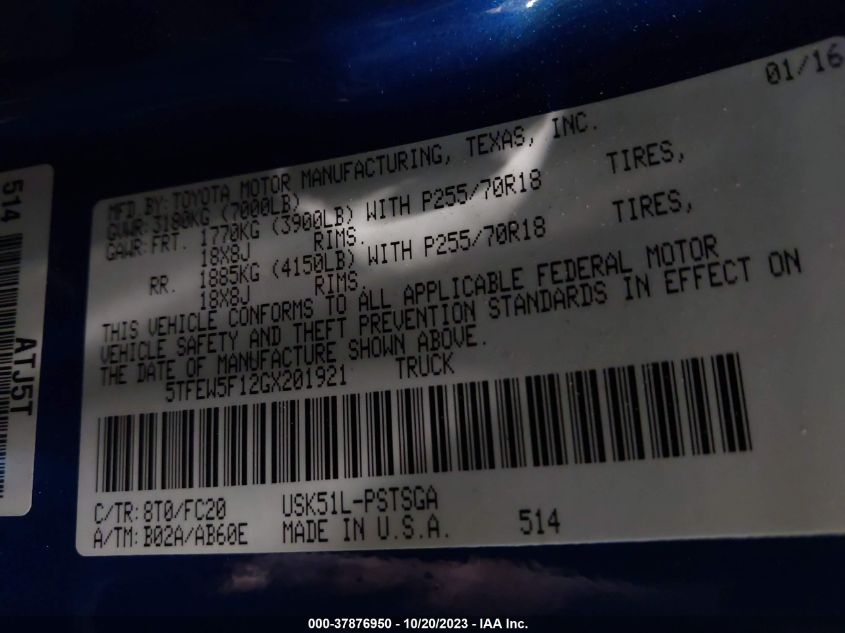 01/16
MFD BY:TOYOTA MOTOR MANUFACTURING, TEXAS, INC.
GVWR:3180KG (7000LB)
GAWR:FRT. 1770KG (3900LB) WITH P255/70R18 TIRES,
18X8J RIMS.
RR. 1885KG (4150LB) WITH P255/70R18 TIRES,
18X8J RIMS.
THIS VEHICLE CONFORMS TO ALL APPLICABLE FEDERAL MOTOR
VEHICLE SAFETY AND THEFT PREVENTION STANDARDS IN EFFECT ON
THE DATE OF MANUFACTURE SHOWN ABOVE.
5TFEW5F12GX201921 TRUCK
C/TR:8T0/FC20 USK51L-PSTSGA
A/TM:B02A/AB60E MADE IN U.S.A. 514
514
ATJ5T
000-37876950 - 10/20/2023 - IAA Inc.